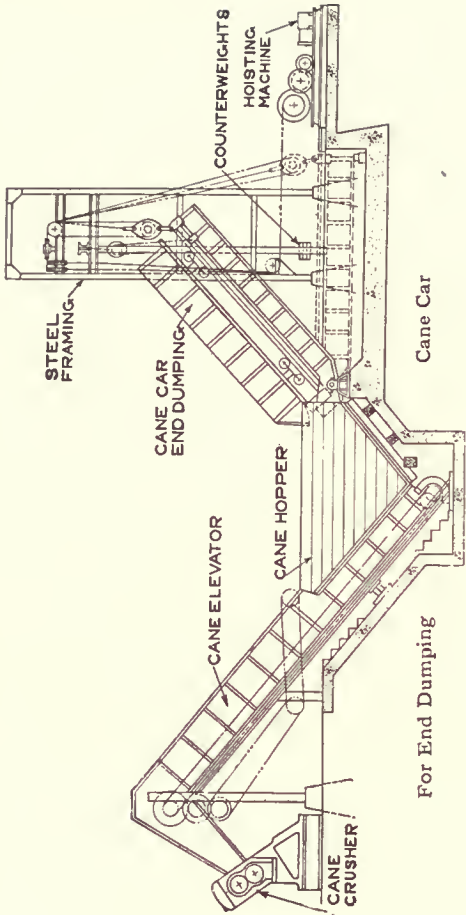 STEEL
FRAMING
CANE CAR
END DUMPING
COUNTERWEIGHTS
HOISTING
MACHINE
CANE ELEVATOR
CANE HOPPER
CANE
CRUSHER
For End Dumping
Cane Car